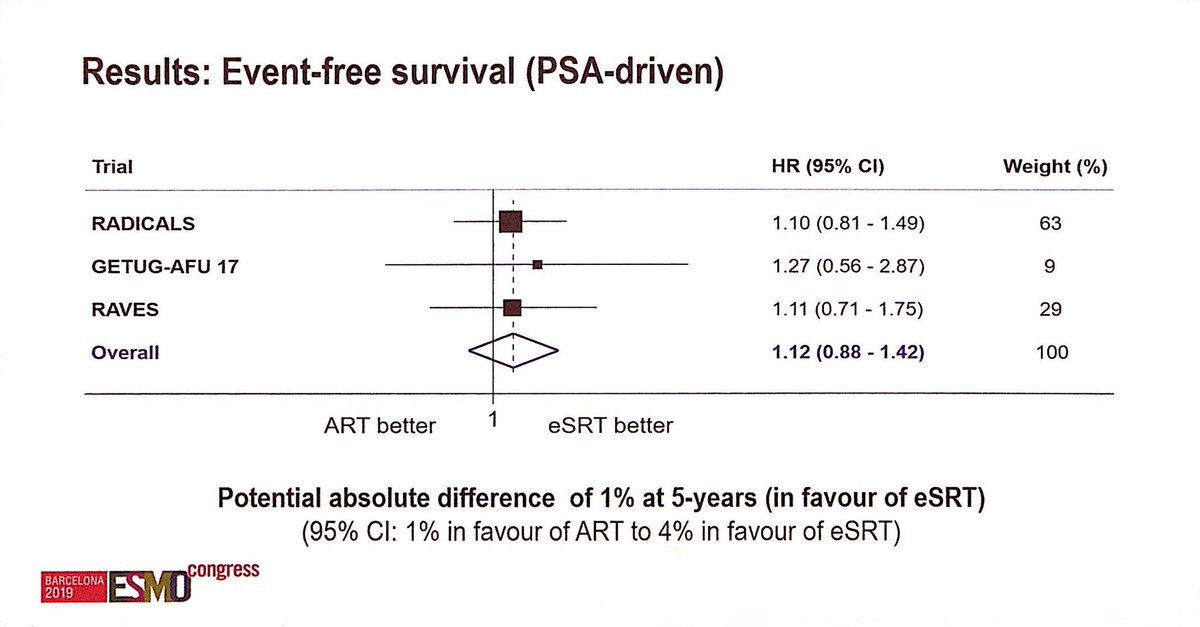 Results: Event-free survival (PSA-driven)
Trial HR (95% CI) Weight (%)
RADICALS 1.10 (0.81 - 1.49) 63
GETUG-AFU 17 1.27 (0.56 - 2.87) 9
RAVES 1.11 (0.71 - 1.75) 29
Overall 1.12 (0.88 - 1.42) 100
ART better 1 eSRT better
Potential absolute difference of 1% at 5-years (in favour of eSRT)
(95% CI: 1% in favour of ART to 4% in favour of eSRT)
BARCELONA
2019
ESMO congress